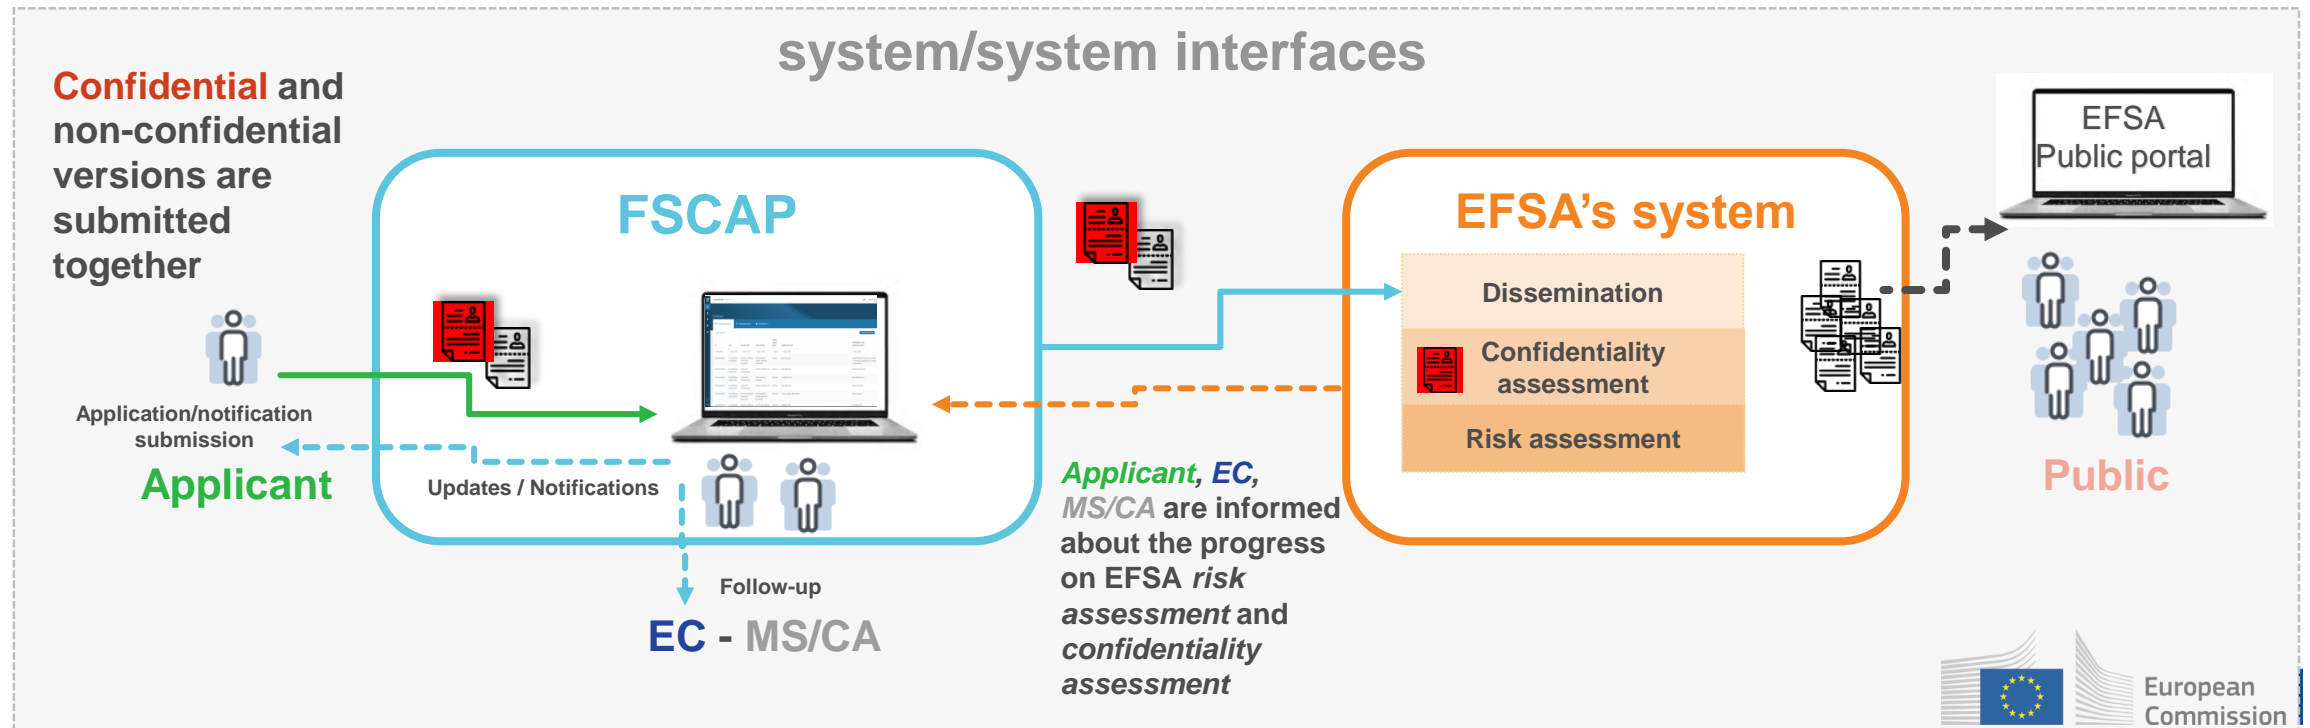 system/system interfaces
Confidential and
non-confidential
versions are
submitted
together
FSCAP
EFSA's system
EFSA
Public portal
Dissemination
Confidentiality
assessment
Risk assessment
Application/notification
submission
Applicant
Updates / Notifications
Follow-up
EC - MS/CA
Applicant, EC,
MS/CA are informed
about the progress
on EFSA risk
assessment and
confidentiality
assessment
Public
European
Commission